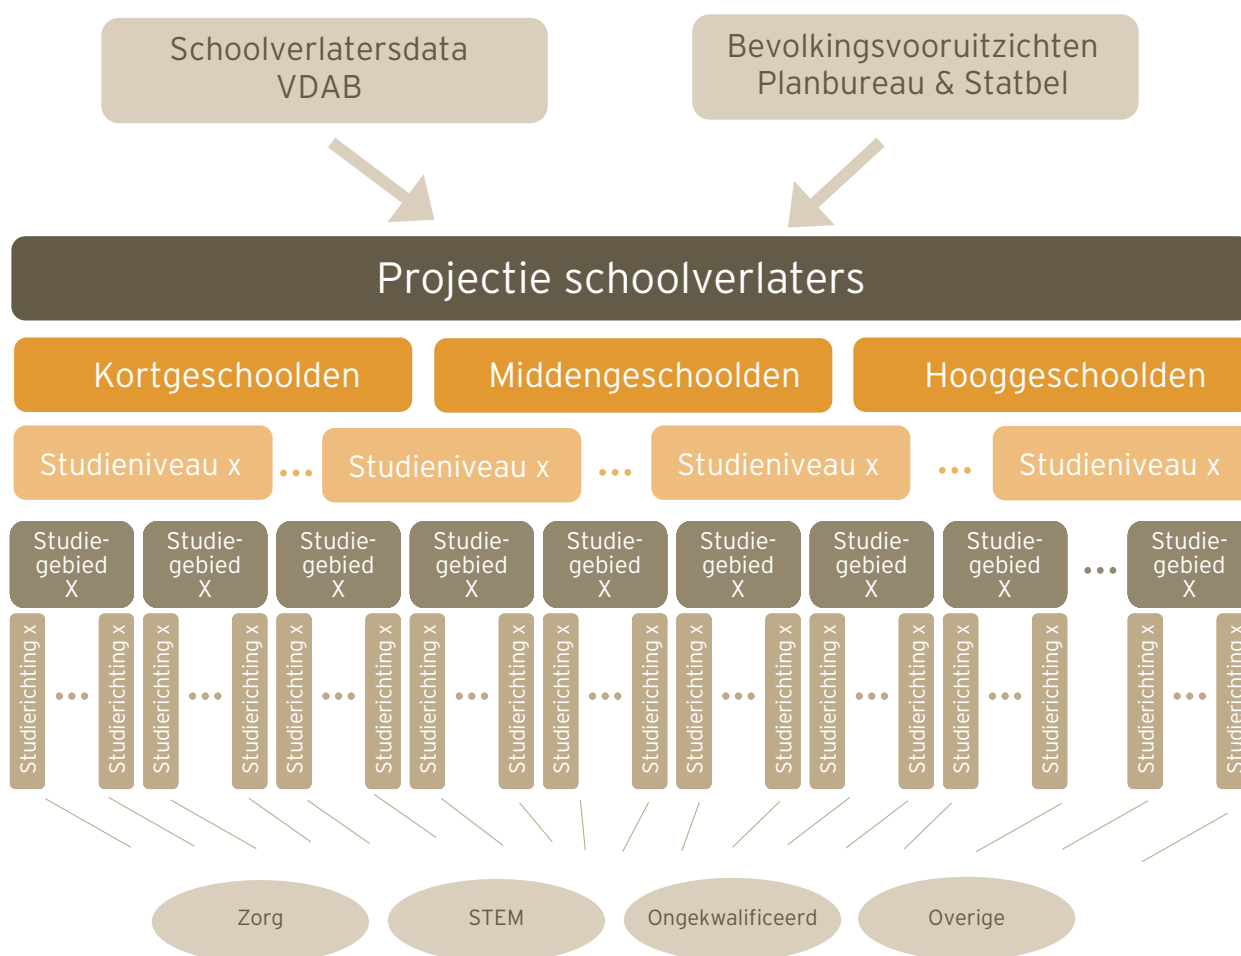 Schoolverlatersdata
VDAB
Bevolkingsvooruitzichten
Planbureau & Statbel
Projectie schoolverlaters
Kortgeschoolden
Middengeschoolden
Hooggeschoolden
Studieniveau x
...
Studieniveau x
...
Studieniveau x
...
Studieniveau x
Studie-
gebied
X
Studie-
gebied
X
Studie-
gebied
X
Studie-
gebied
X
Studie-
gebied
X
Studie-
gebied
X
Studie-
gebied
X
Studie-
gebied
X
...
Studie-
gebied
X
Studierichting x
...
Studierichting x
Studierichting x
...
Studierichting x
Studierichting x
...
Studierichting x
Studierichting x
...
Studierichting x
Studierichting x
...
Studierichting x
Studierichting x
...
Studierichting x
Studierichting x
...
Studierichting x
Studierichting x
...
Studierichting x
Studierichting x
...
Studierichting x
Zorg
STEM
Ongekwalificeerd
Overige